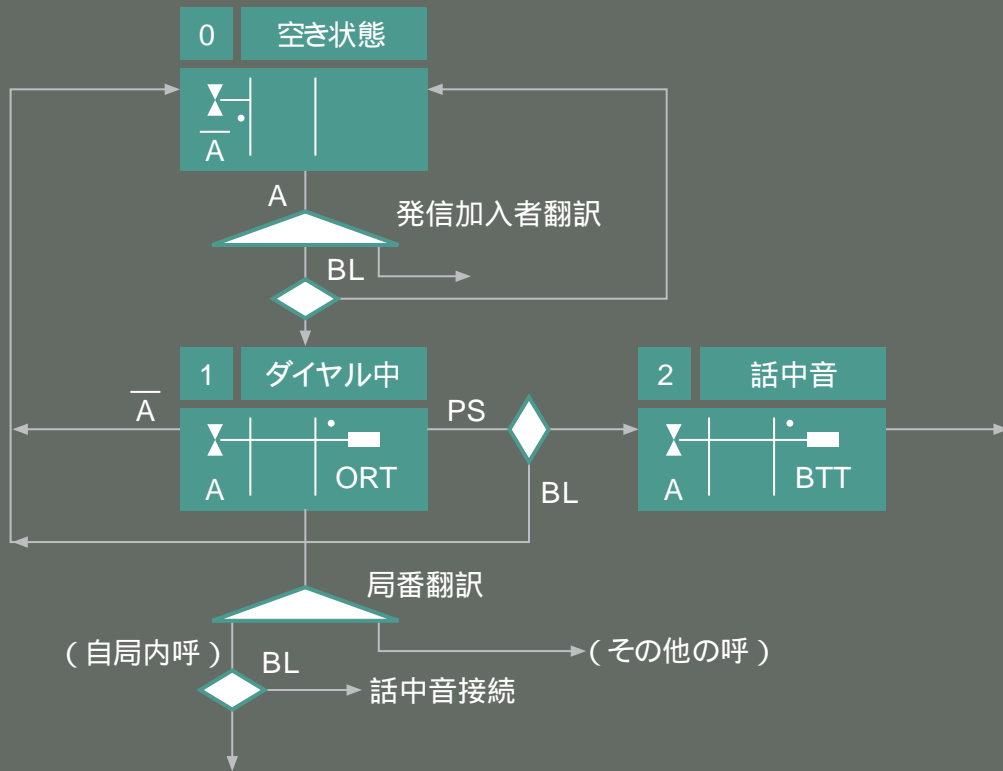 0 空き状態
A̅
A
発信加入者翻訳
BL
1 ダイヤル中
2 話中音
A̅
PS
A
ORT
A
BTT
BL
局番翻訳
(自局内呼)
(その他の呼)
BL
話中音接続